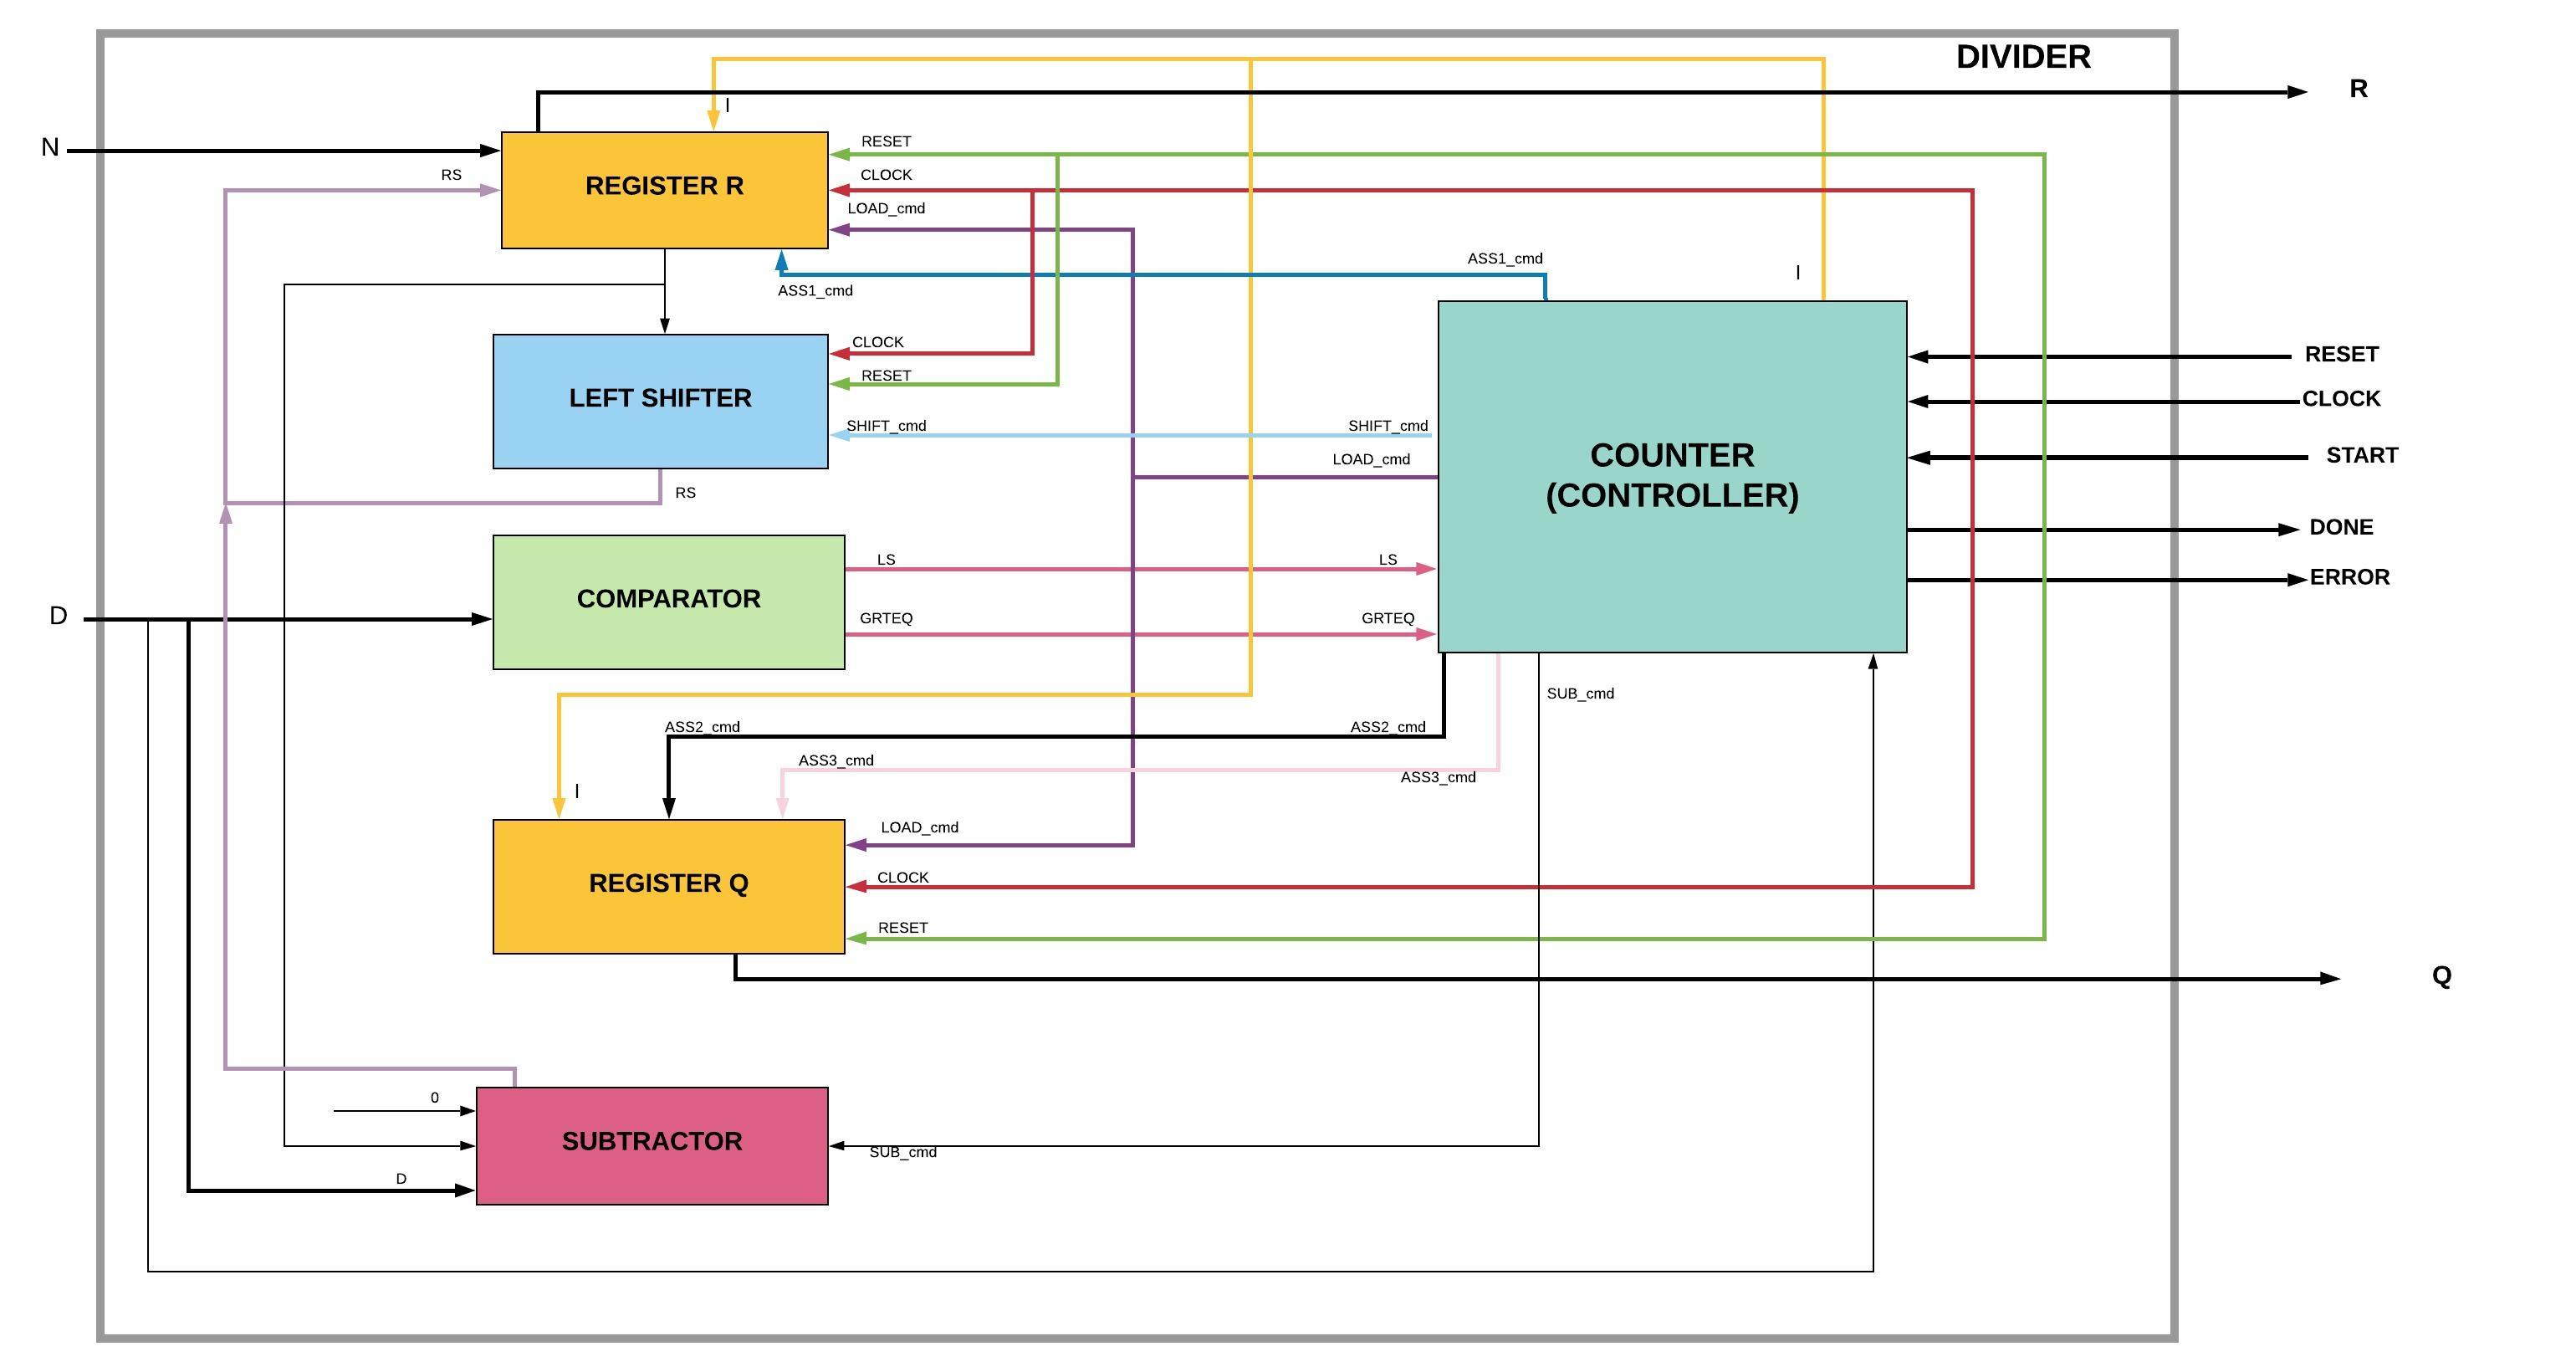 DIVIDER
R
I
N
RESET
RS
CLOCK
REGISTER R
LOAD_cmd
ASS1_cmd
I
ASS1_cmd
CLOCK
RESET
RESET
LEFT SHIFTER
CLOCK
SHIFT_cmd
SHIFT_cmd
LOAD_cmd
COUNTER
(CONTROLLER)
START
RS
DONE
LS
LS
ERROR
COMPARATOR
D
GRTEQ
GRTEQ
SUB_cmd
ASS2_cmd
ASS2_cmd
ASS3_cmd
ASS3_cmd
I
LOAD_cmd
CLOCK
REGISTER Q
RESET
Q
0
SUBTRACTOR
SUB_cmd
D